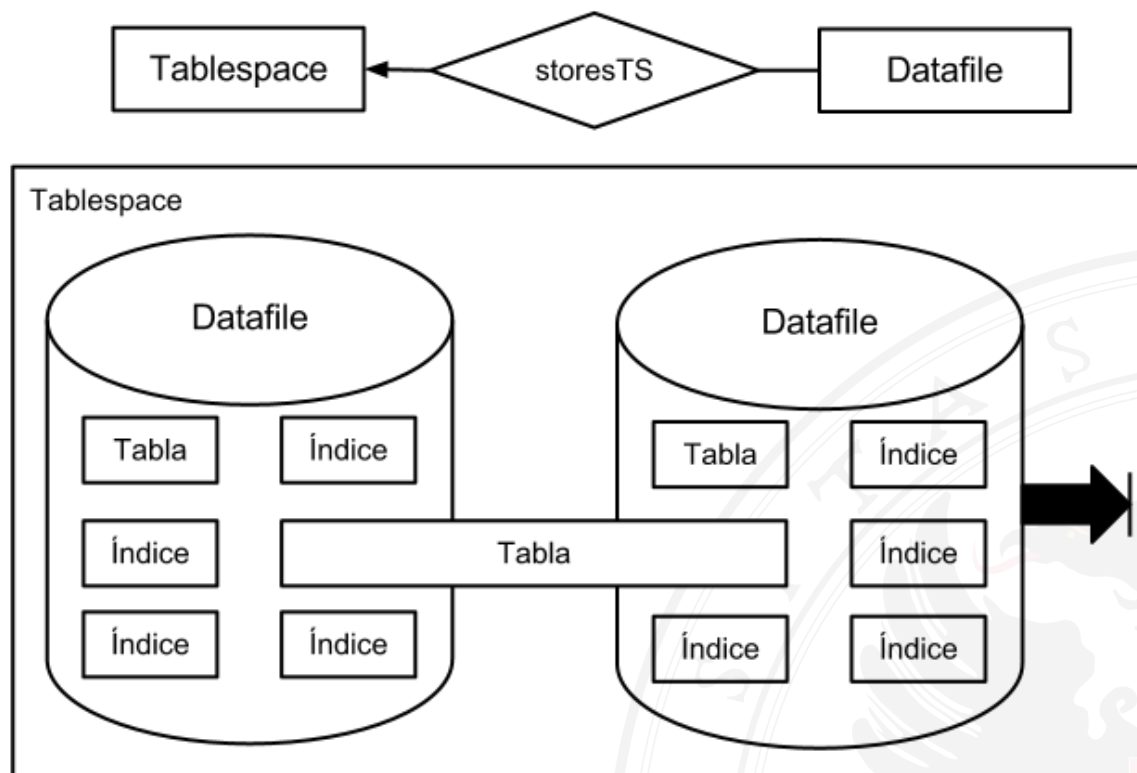 Tablespace
storesTS
Datafile
Tablespace
Datafile
Datafile
Tabla
Índice
Tabla
Índice
Índice
Tabla
Índice
Índice
Índice
Índice
Índice
S I T A S